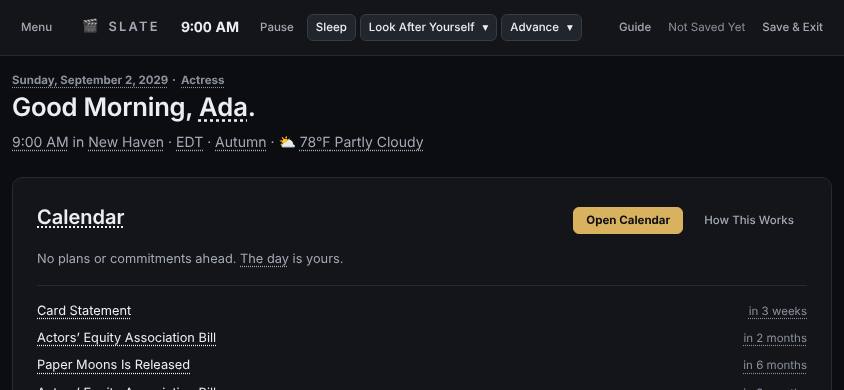 Menu 🎬 SLATE 9:00 AM Pause Sleep Look After Yourself ▾ Advance ▾ Guide Not Saved Yet Save & Exit
Sunday, September 2, 2029 · Actress
Good Morning, Ada.
9:00 AM in New Haven · EDT · Autumn · ⛅ 78°F Partly Cloudy
Calendar Open Calendar How This Works
No plans or commitments ahead. The day is yours.
Card Statement in 3 weeks
Actors’ Equity Association Bill in 2 months
Paper Moons Is Released in 6 months